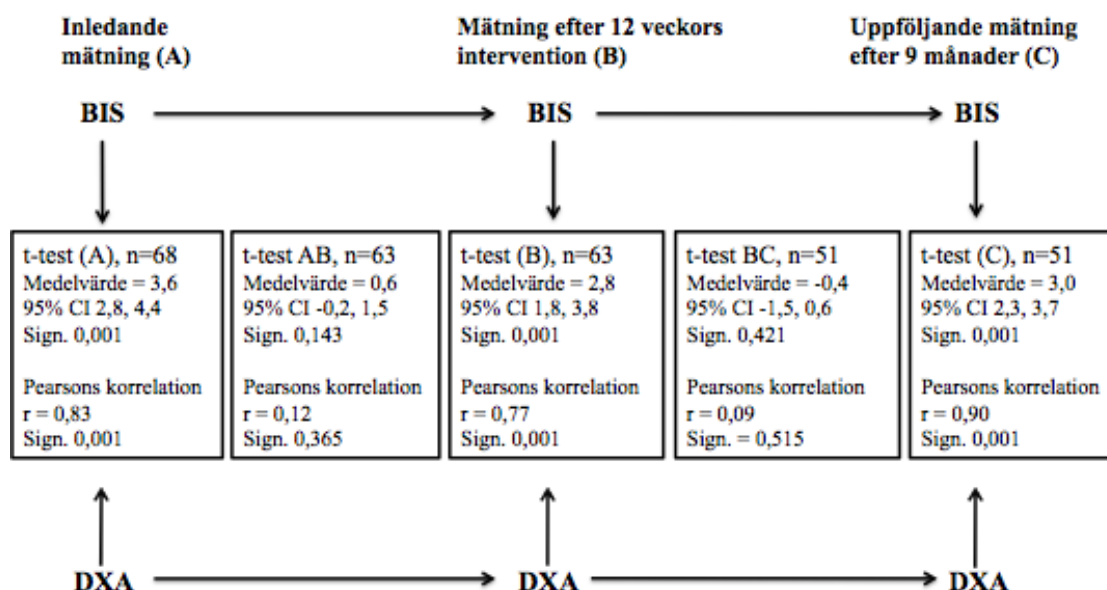 Inledande
mätning (A)
Mätning efter 12 veckors
intervention (B)
Uppföljande mätning
efter 9 månader (C)
BIS
BIS
BIS
t-test (A), n=68
Medelvärde = 3,6
95% CI 2,8, 4,4
Sign. 0,001
Pearsons korrelation
r = 0,83
Sign. 0,001
t-test AB, n=63
Medelvärde = 0,6
95% CI -0,2, 1,5
Sign. 0,143
Pearsons korrelation
r = 0,12
Sign. 0,365
t-test (B), n=63
Medelvärde = 2,8
95% CI 1,8, 3,8
Sign. 0,001
Pearsons korrelation
r = 0,77
Sign. 0,001
t-test BC, n=51
Medelvärde = -0,4
95% CI -1,5, 0,6
Sign. 0,421
Pearsons korrelation
r = 0,09
Sign. = 0,515
t-test (C), n=51
Medelvärde = 3,0
95% CI 2,3, 3,7
Sign. 0,001
Pearsons korrelation
r = 0,90
Sign. 0,001
DXA
DXA
DXA